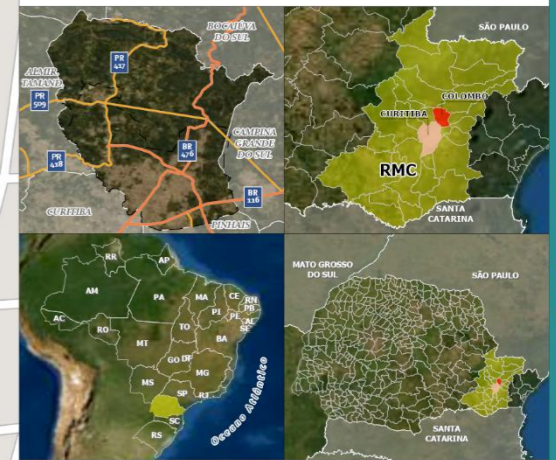 BOCAIÚVA
DO SUL
PR
417
ALMIR.
TAMAND.
PR
509
BR
476
CAMPINA
GRANDE
DO SUL
PR
418
BR
116
CURITIBA
PINHAIS
SÃO PAULO
COLOMBO
CURITIBA
RMC
SANTA
CATARINA
RR
AP
AM
PA
MA
CE
RN
PB
PE
AL
SE
PI
AC
RO
TO
BA
MT
GO
DF
MG
MS
SP
RJ
SC
RS
Oceano Atlântico
MATO GROSSO
DO SUL
SÃO PAULO
SANTA
CATARINA